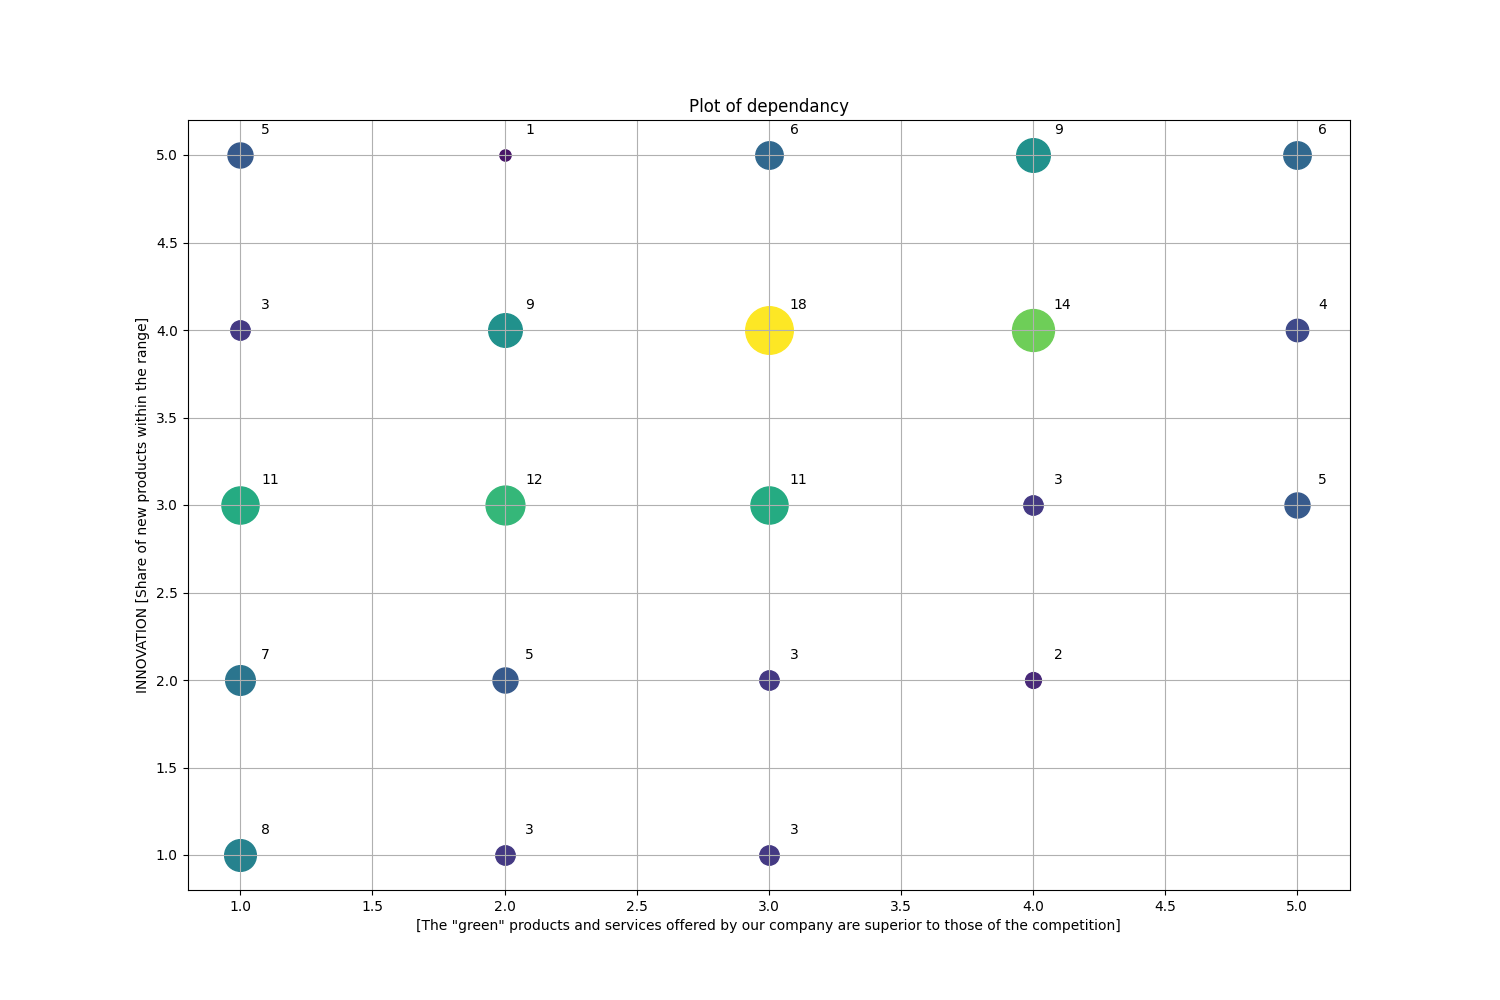 Plot of dependancy
5 1 6 9 6
5.0
4.5
3 9 18 14 4
4.0
3.5
11 12 11 3 5
3.0
2.5
7 5 3 2
2.0
1.5
8 3 3
1.0
INNOVATION [Share of new products within the range]
1.0 1.5 2.0 2.5 3.0 3.5 4.0 4.5 5.0
[The "green" products and services offered by our company are superior to those of the competition]